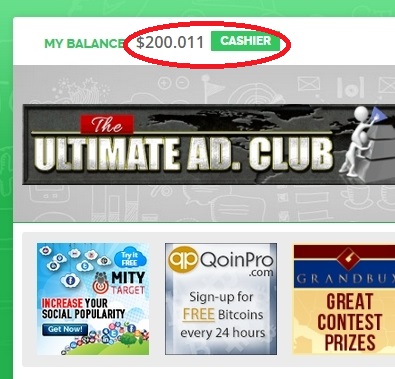 MY BALANCE $200.011 CASHIER
The
ULTIMATE AD. CLUB
Try it
FREE
MITY
TARGET
INCREASE YOUR
SOCIAL POPULARITY
Get Now!
qp QoinPro
.com
Sign-up for
FREE Bitcoins
every 24 hours
GRANDBUX
GREAT
CONTEST
PRIZES